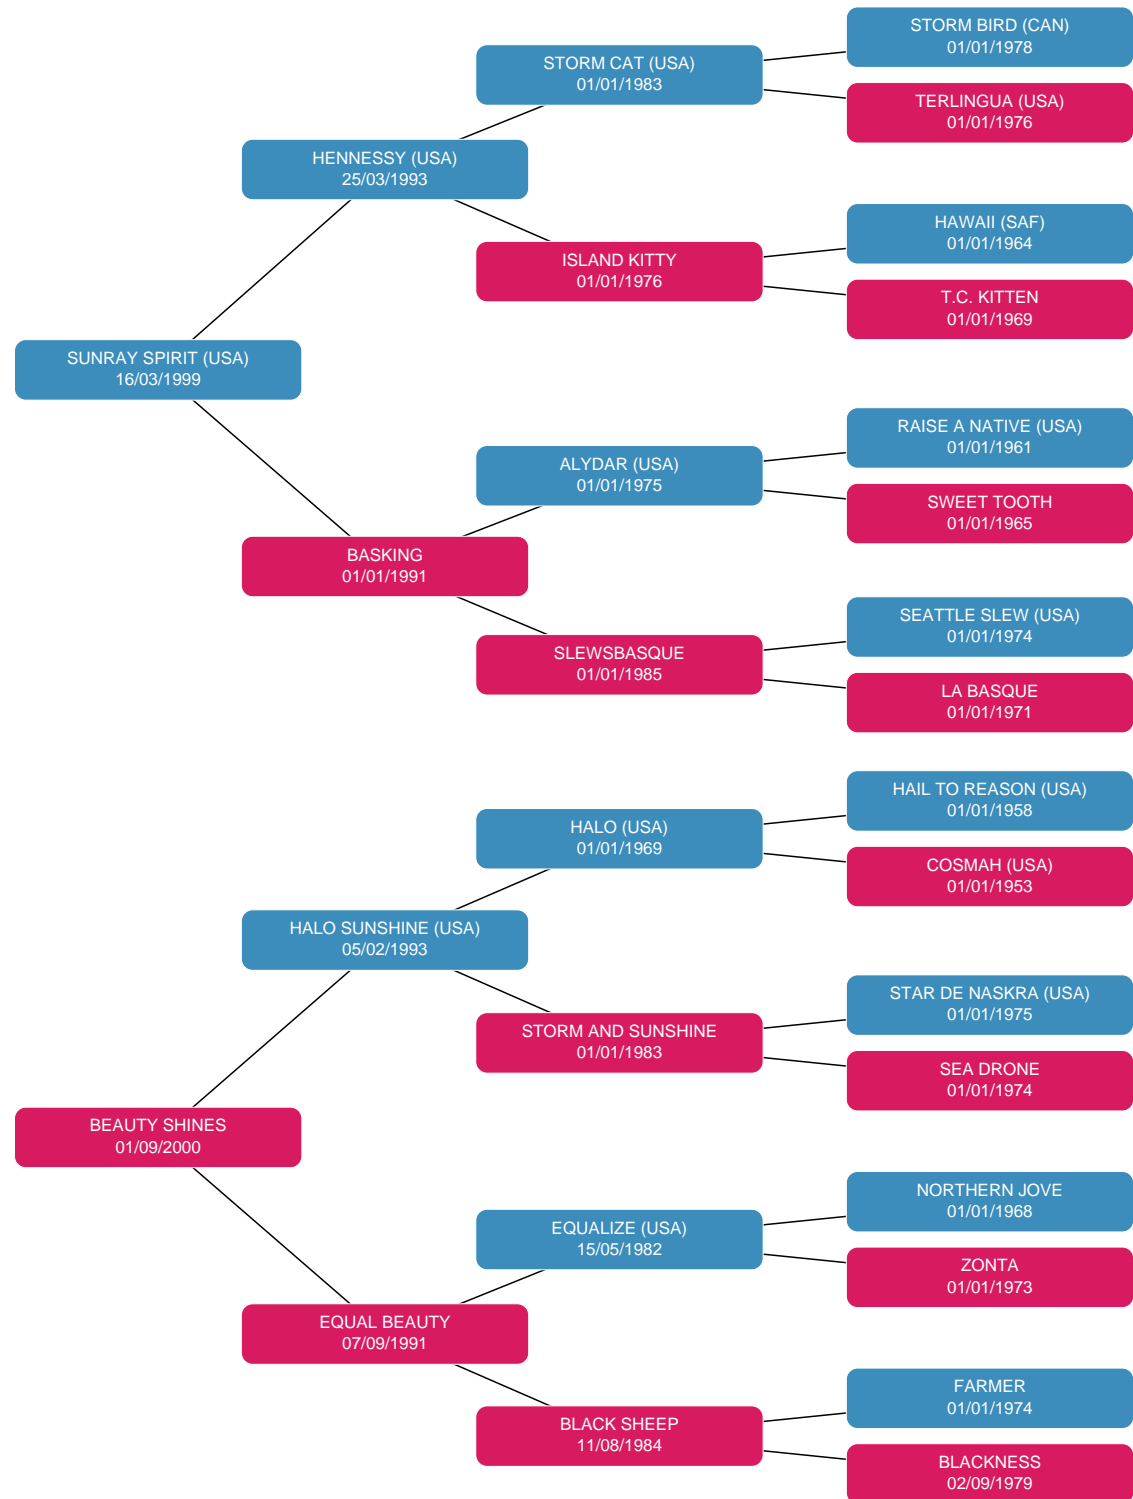 STORM BIRD (CAN)
01/01/1978
STORM CAT (USA)
01/01/1983
TERLINGUA (USA)
01/01/1976
HENNESSY (USA)
25/03/1993
HAWAII (SAF)
01/01/1964
ISLAND KITTY
01/01/1976
T.C. KITTEN
01/01/1969
SUNRAY SPIRIT (USA)
16/03/1999
RAISE A NATIVE (USA)
01/01/1961
ALYDAR (USA)
01/01/1975
SWEET TOOTH
01/01/1965
BASKING
01/01/1991
SEATTLE SLEW (USA)
01/01/1974
SLEWSBASQUE
01/01/1985
LA BASQUE
01/01/1971
HAIL TO REASON (USA)
01/01/1958
HALO (USA)
01/01/1969
COSMAH (USA)
01/01/1953
HALO SUNSHINE (USA)
05/02/1993
STAR DE NASKRA (USA)
01/01/1975
STORM AND SUNSHINE
01/01/1983
SEA DRONE
01/01/1974
BEAUTY SHINES
01/09/2000
NORTHERN JOVE
01/01/1968
EQUALIZE (USA)
15/05/1982
ZONTA
01/01/1973
EQUAL BEAUTY
07/09/1991
FARMER
01/01/1974
BLACK SHEEP
11/08/1984
BLACKNESS
02/09/1979